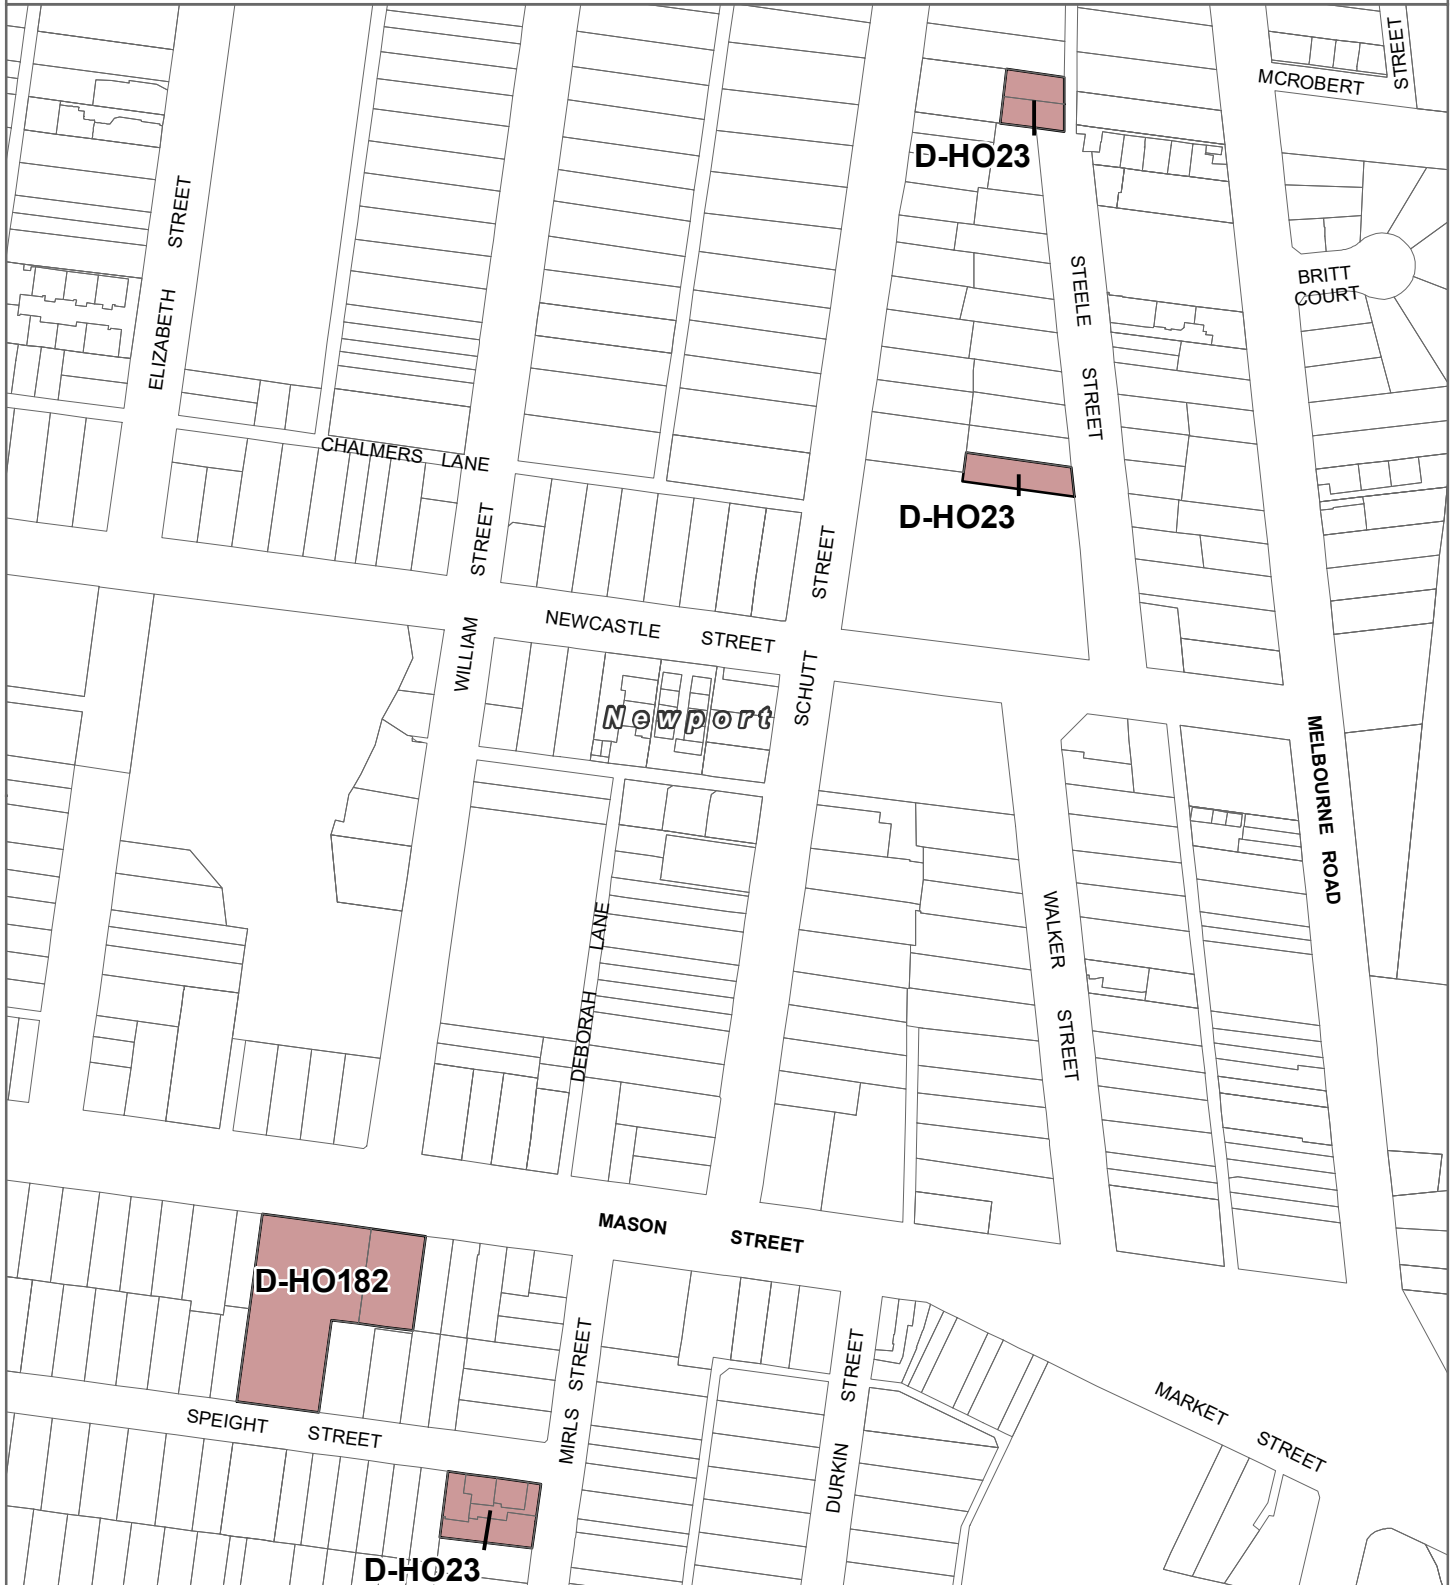 STREET
MCROBERT
D-HO23
STREET
ELIZABETH
STEELE
STREET
BRITT
COURT
CHALMERS LANE
D-HO23
STREET
WILLIAM
STREET
SCHUTT
NEWCASTLE STREET
Newport
MELBOURNE ROAD
WALKER
STREET
LANE
DEBORAH
MASON STREET
D-HO182
SPEIGHT STREET
STREET
MIRLS
STREET
DURKIN
MARKET
STREET
D-HO23